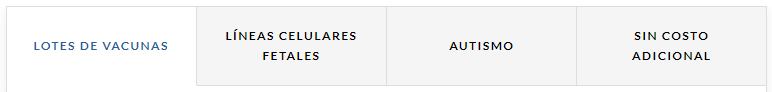 LOTES DE VACUNAS
LÍNEAS CELULARES
FETALES
AUTISMO
SIN COSTO
ADICIONAL